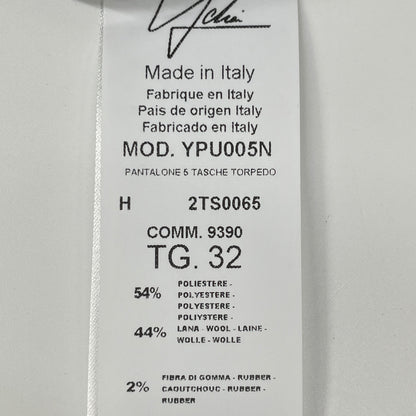 Made in Italy
Fabrique en Italy
Pais de origen Italy
Fabricado en Italy
MOD. YPU005N
PANTALONE 5 TASCHE TORPEDO
H 2TS0065
COMM. 9390
TG. 32
54% POLIESTERE -
POLYESTERE -
POLYESTERE -
POLIYSTERE -
44% LANA - WOOL - LAINE -
WOLLE - WOLLE
2% FIBRA DI GOMMA - RUBBER -
CAOUTCHOUC - RUBBER -
RUBBER